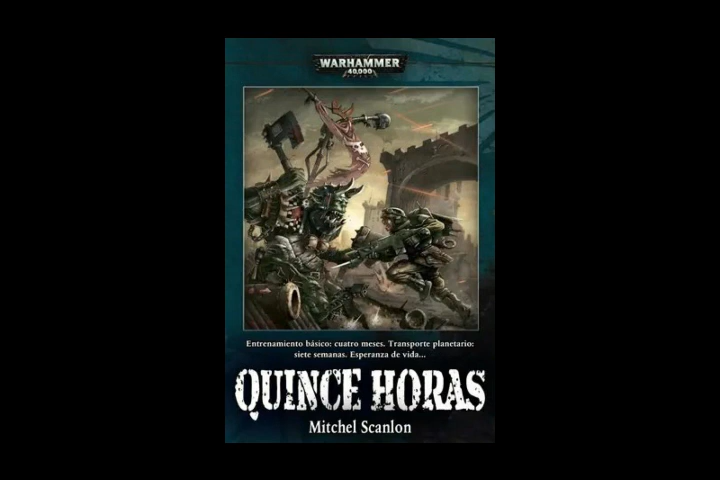 WARHAMMER
40,000
Entrenamiento básico: cuatro meses. Transporte planetario:
siete semanas. Esperanza de vida...
QUINCE HORAS
Mitchel Scanlon